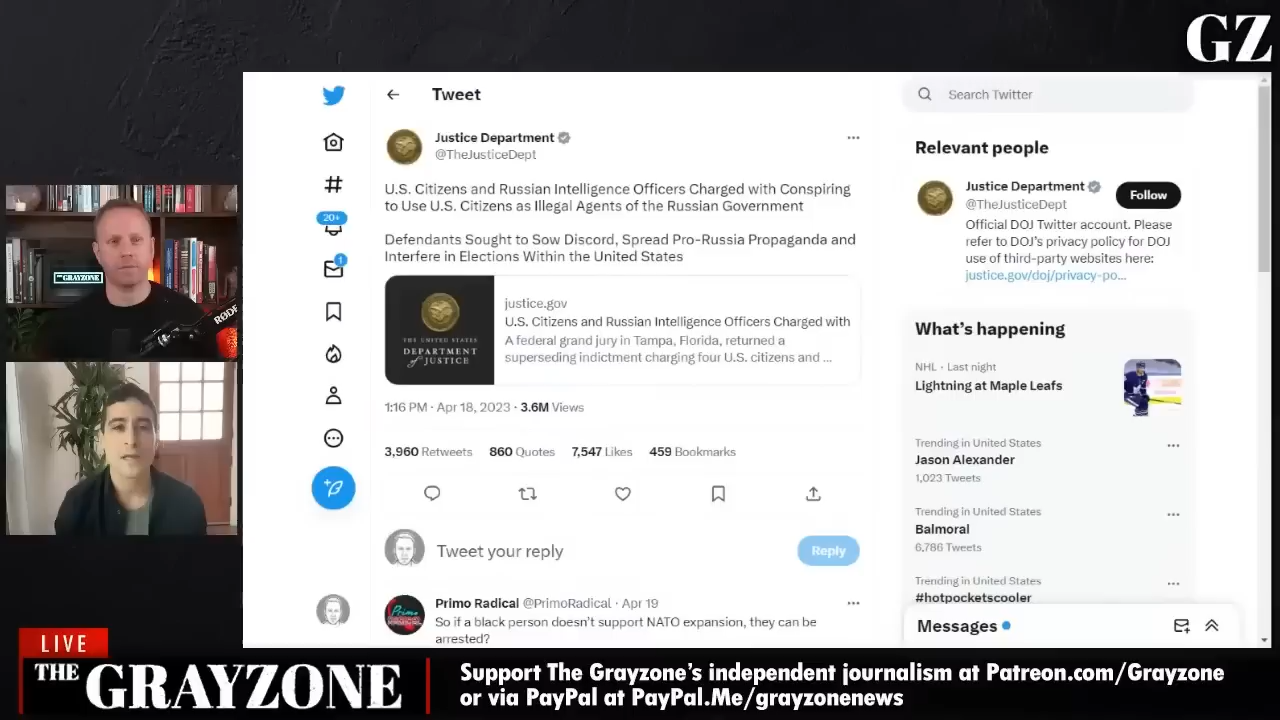 GZ
Tweet
Search Twitter
Justice Department
@TheJusticeDept
U.S. Citizens and Russian Intelligence Officers Charged with Conspiring
to Use U.S. Citizens as Illegal Agents of the Russian Government
Defendants Sought to Sow Discord, Spread Pro-Russia Propaganda and
Interfere in Elections Within the United States
THE UNITED STATES
DEPARTMENT
of JUSTICE
justice.gov
U.S. Citizens and Russian Intelligence Officers Charged with
A federal grand jury in Tampa, Florida, returned a
superseding indictment charging four U.S. citizens and ...
1:16 PM · Apr 18, 2023 · 3.6M Views
3,960 Retweets 860 Quotes 7,547 Likes 459 Bookmarks
Tweet your reply
Reply
Primo Radical @PrimoRadical · Apr 19
So if a black person doesn't support NATO expansion, they can be
arrested?
20+
1
Relevant people
Justice Department
@TheJusticeDept
Follow
Official DOJ Twitter account. Please
refer to DOJ's privacy policy for DOJ
use of third-party websites here:
justice.gov/doj/privacy-po...
What's happening
NHL · Last night
Lightning at Maple Leafs
Trending in United States
Jason Alexander
1,023 Tweets
Trending in United States
Balmoral
6,786 Tweets
Trending in United States
#hotpocketscooler
Messages
THE GRAYZONE
RØDE
LIVE
THE GRAYZONE
Support The Grayzone's independent journalism at Patreon.com/Grayzone
or via PayPal at PayPal.Me/grayzonenews